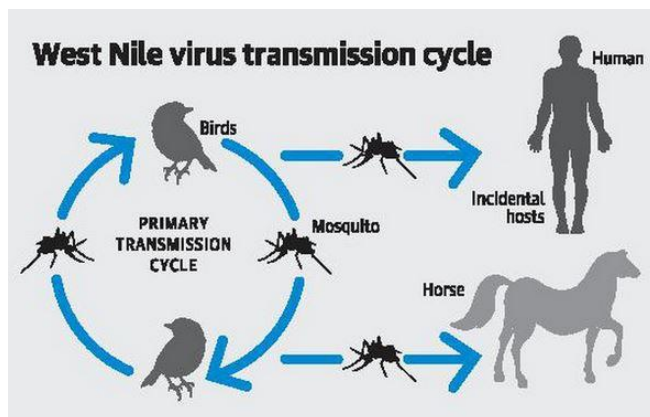 West Nile virus transmission cycle
Human
Birds
PRIMARY
TRANSMISSION
CYCLE
Mosquito
Incidental
hosts
Horse